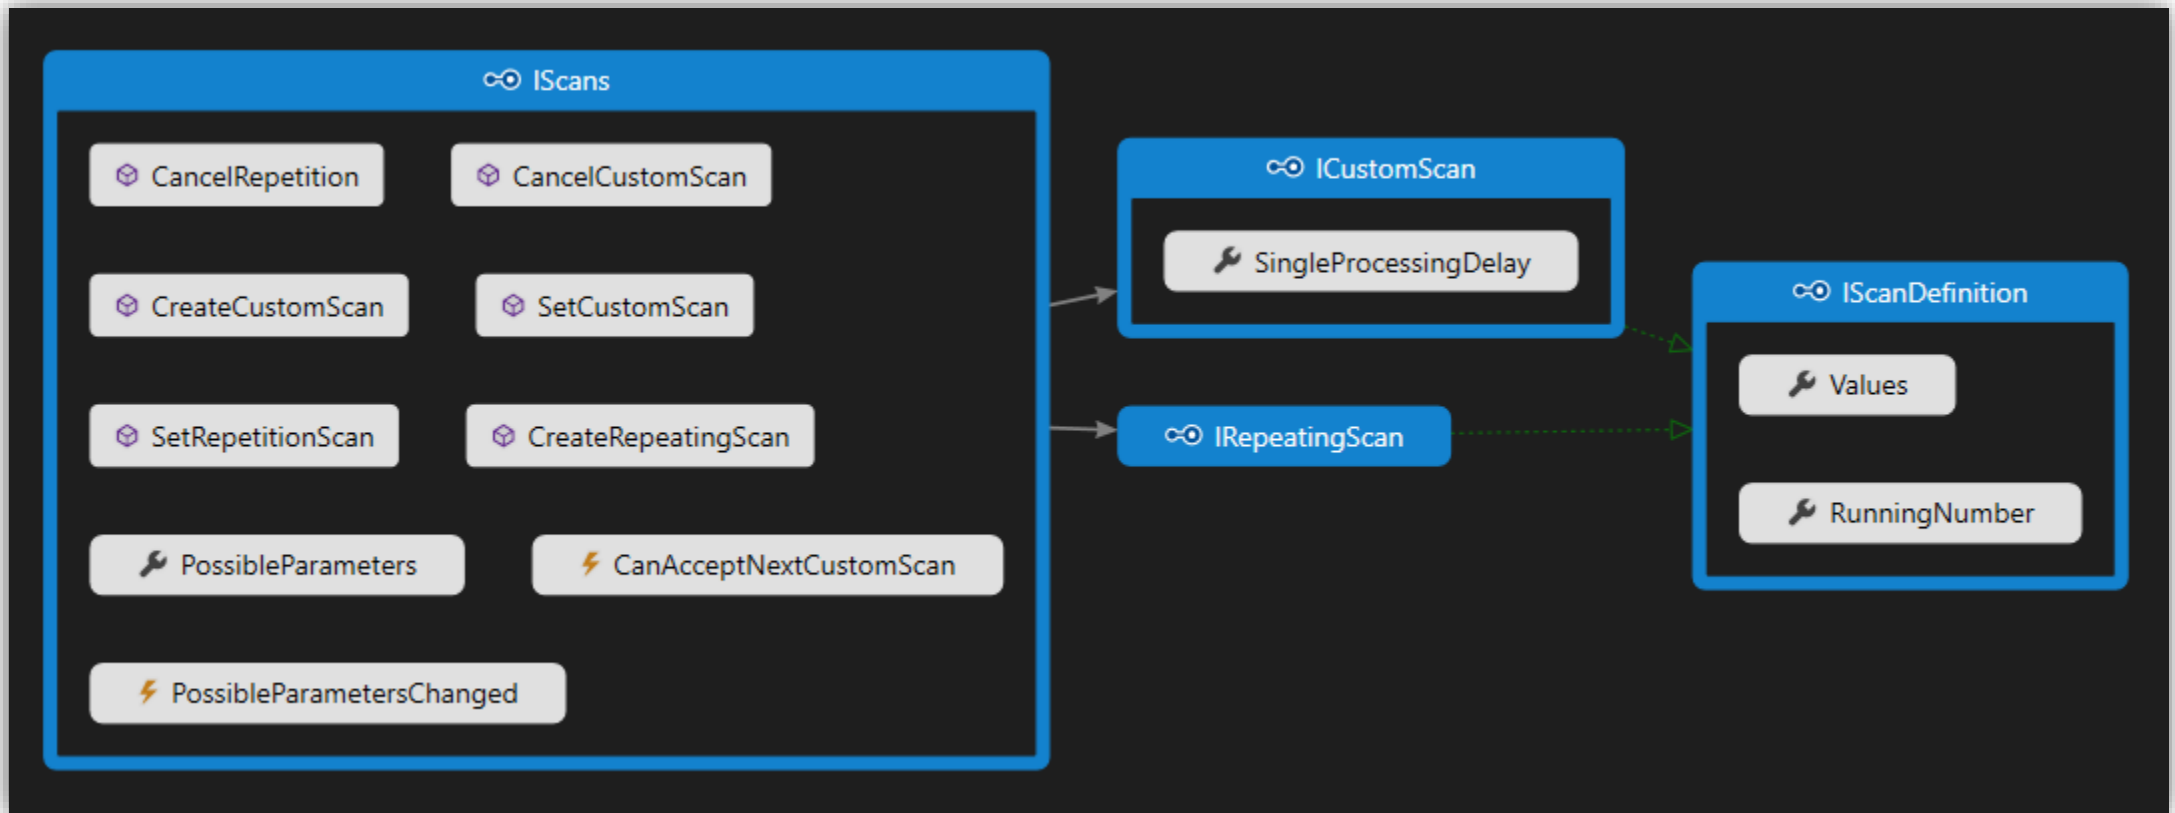 IScans
CancelRepetition
CancelCustomScan
CreateCustomScan
SetCustomScan
SetRepetitionScan
CreateRepeatingScan
PossibleParameters
CanAcceptNextCustomScan
PossibleParametersChanged
ICustomScan
SingleProcessingDelay
IRepeatingScan
IScanDefinition
Values
RunningNumber